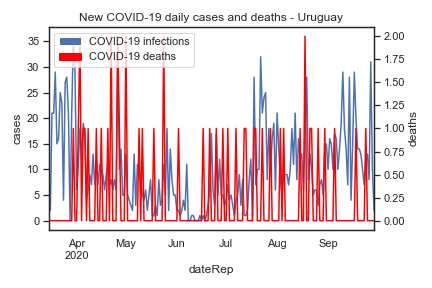 New COVID-19 daily cases and deaths - Uruguay
COVID-19 infections
COVID-19 deaths
35
30
25
20
15
10
5
0
cases
2.00
1.75
1.50
1.25
1.00
0.75
0.50
0.25
0.00
deaths
Apr May Jun Jul Aug Sep
2020
dateRep